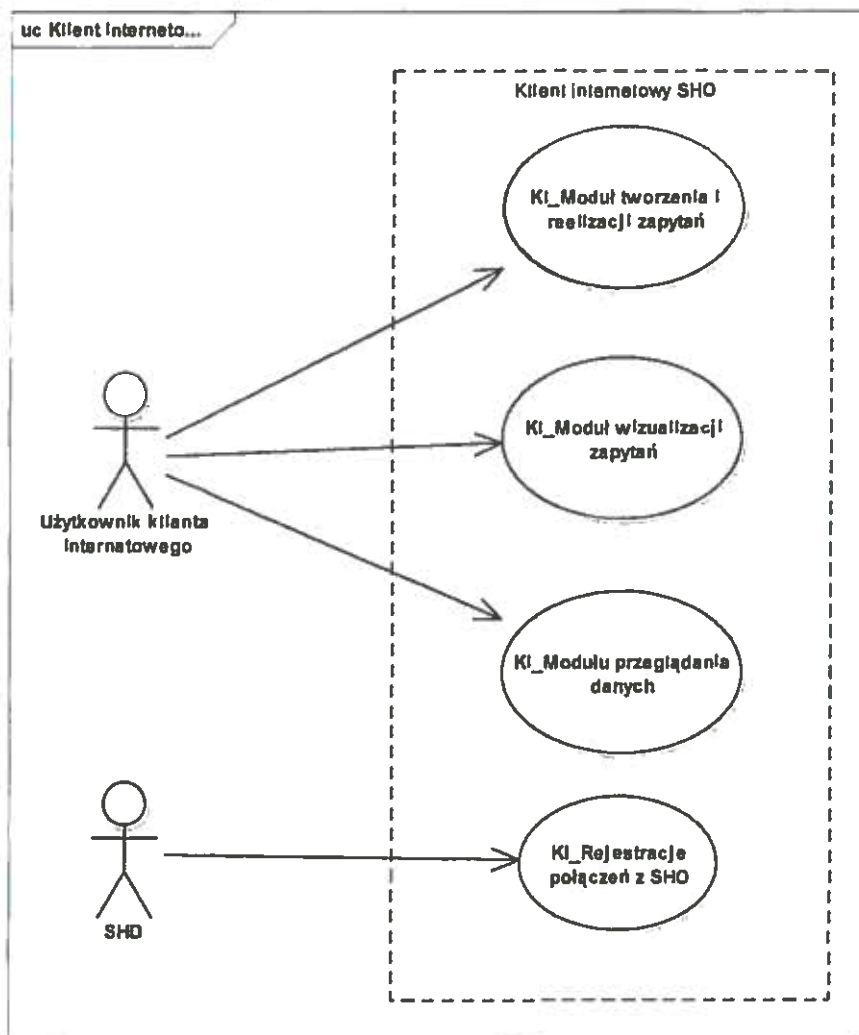 uc Klient Interneto...
Klient internetowy SHO
KI_Moduł tworzenia i
realizacji zapytań
KI_Moduł wizualizacji
zapytań
Użytkownik klienta
internetowego
KI_Modułu przeglądania
danych
KI_Rejestracje
połączeń z SHO
SHO